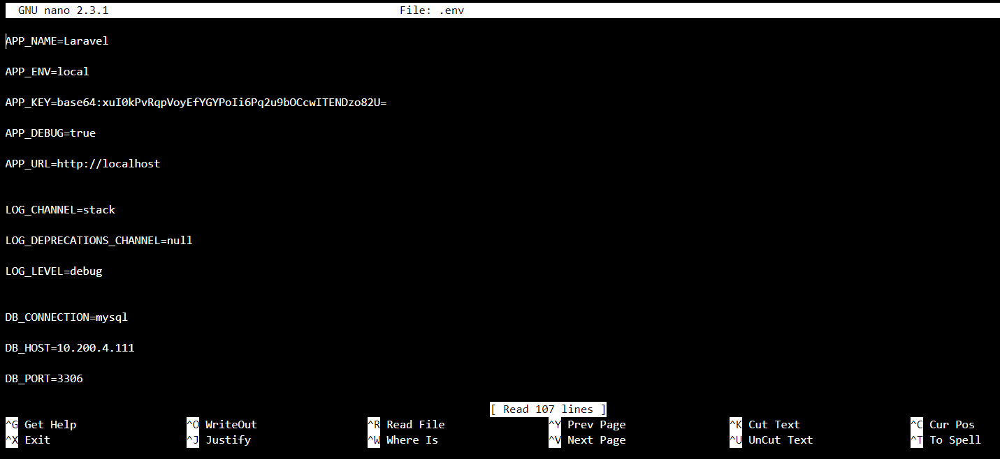 GNU nano 2.3.1 File: .env
APP_NAME=Laravel
APP_ENV=local
APP_KEY=base64:xuI0kPvRqpVoyEfYGYPoIi6Pq2u9bOCcwITENDzo82U=
APP_DEBUG=true
APP_URL=http://localhost
LOG_CHANNEL=stack
LOG_DEPRECATIONS_CHANNEL=null
LOG_LEVEL=debug
DB_CONNECTION=mysql
DB_HOST=10.200.4.111
DB_PORT=3306
[ Read 107 lines ]
^G Get Help ^O WriteOut ^R Read File ^Y Prev Page ^K Cut Text ^C Cur Pos
^X Exit ^J Justify ^W Where Is ^V Next Page ^U UnCut Text ^T To Spell